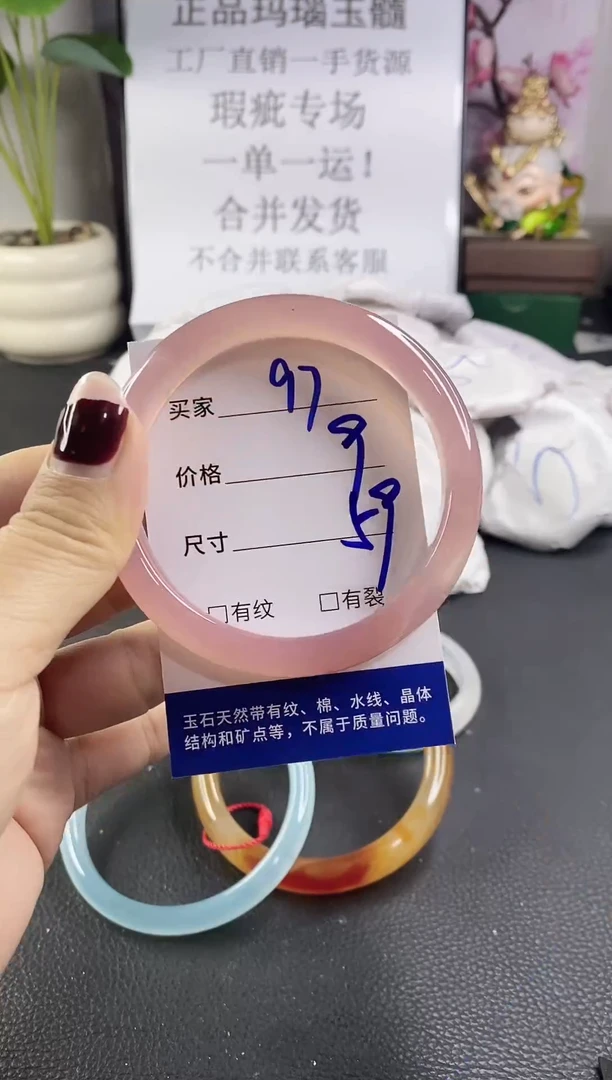 正品玛瑙玉髓
工厂直销一手货源
瑕疵专场
一单一运！
合并发货
不合并联系客服
买家 97
价格 9
尺寸 59
□有纹 □有裂
玉石天然带有纹、棉、水线、晶体
结构和矿点等，不属于质量问题。